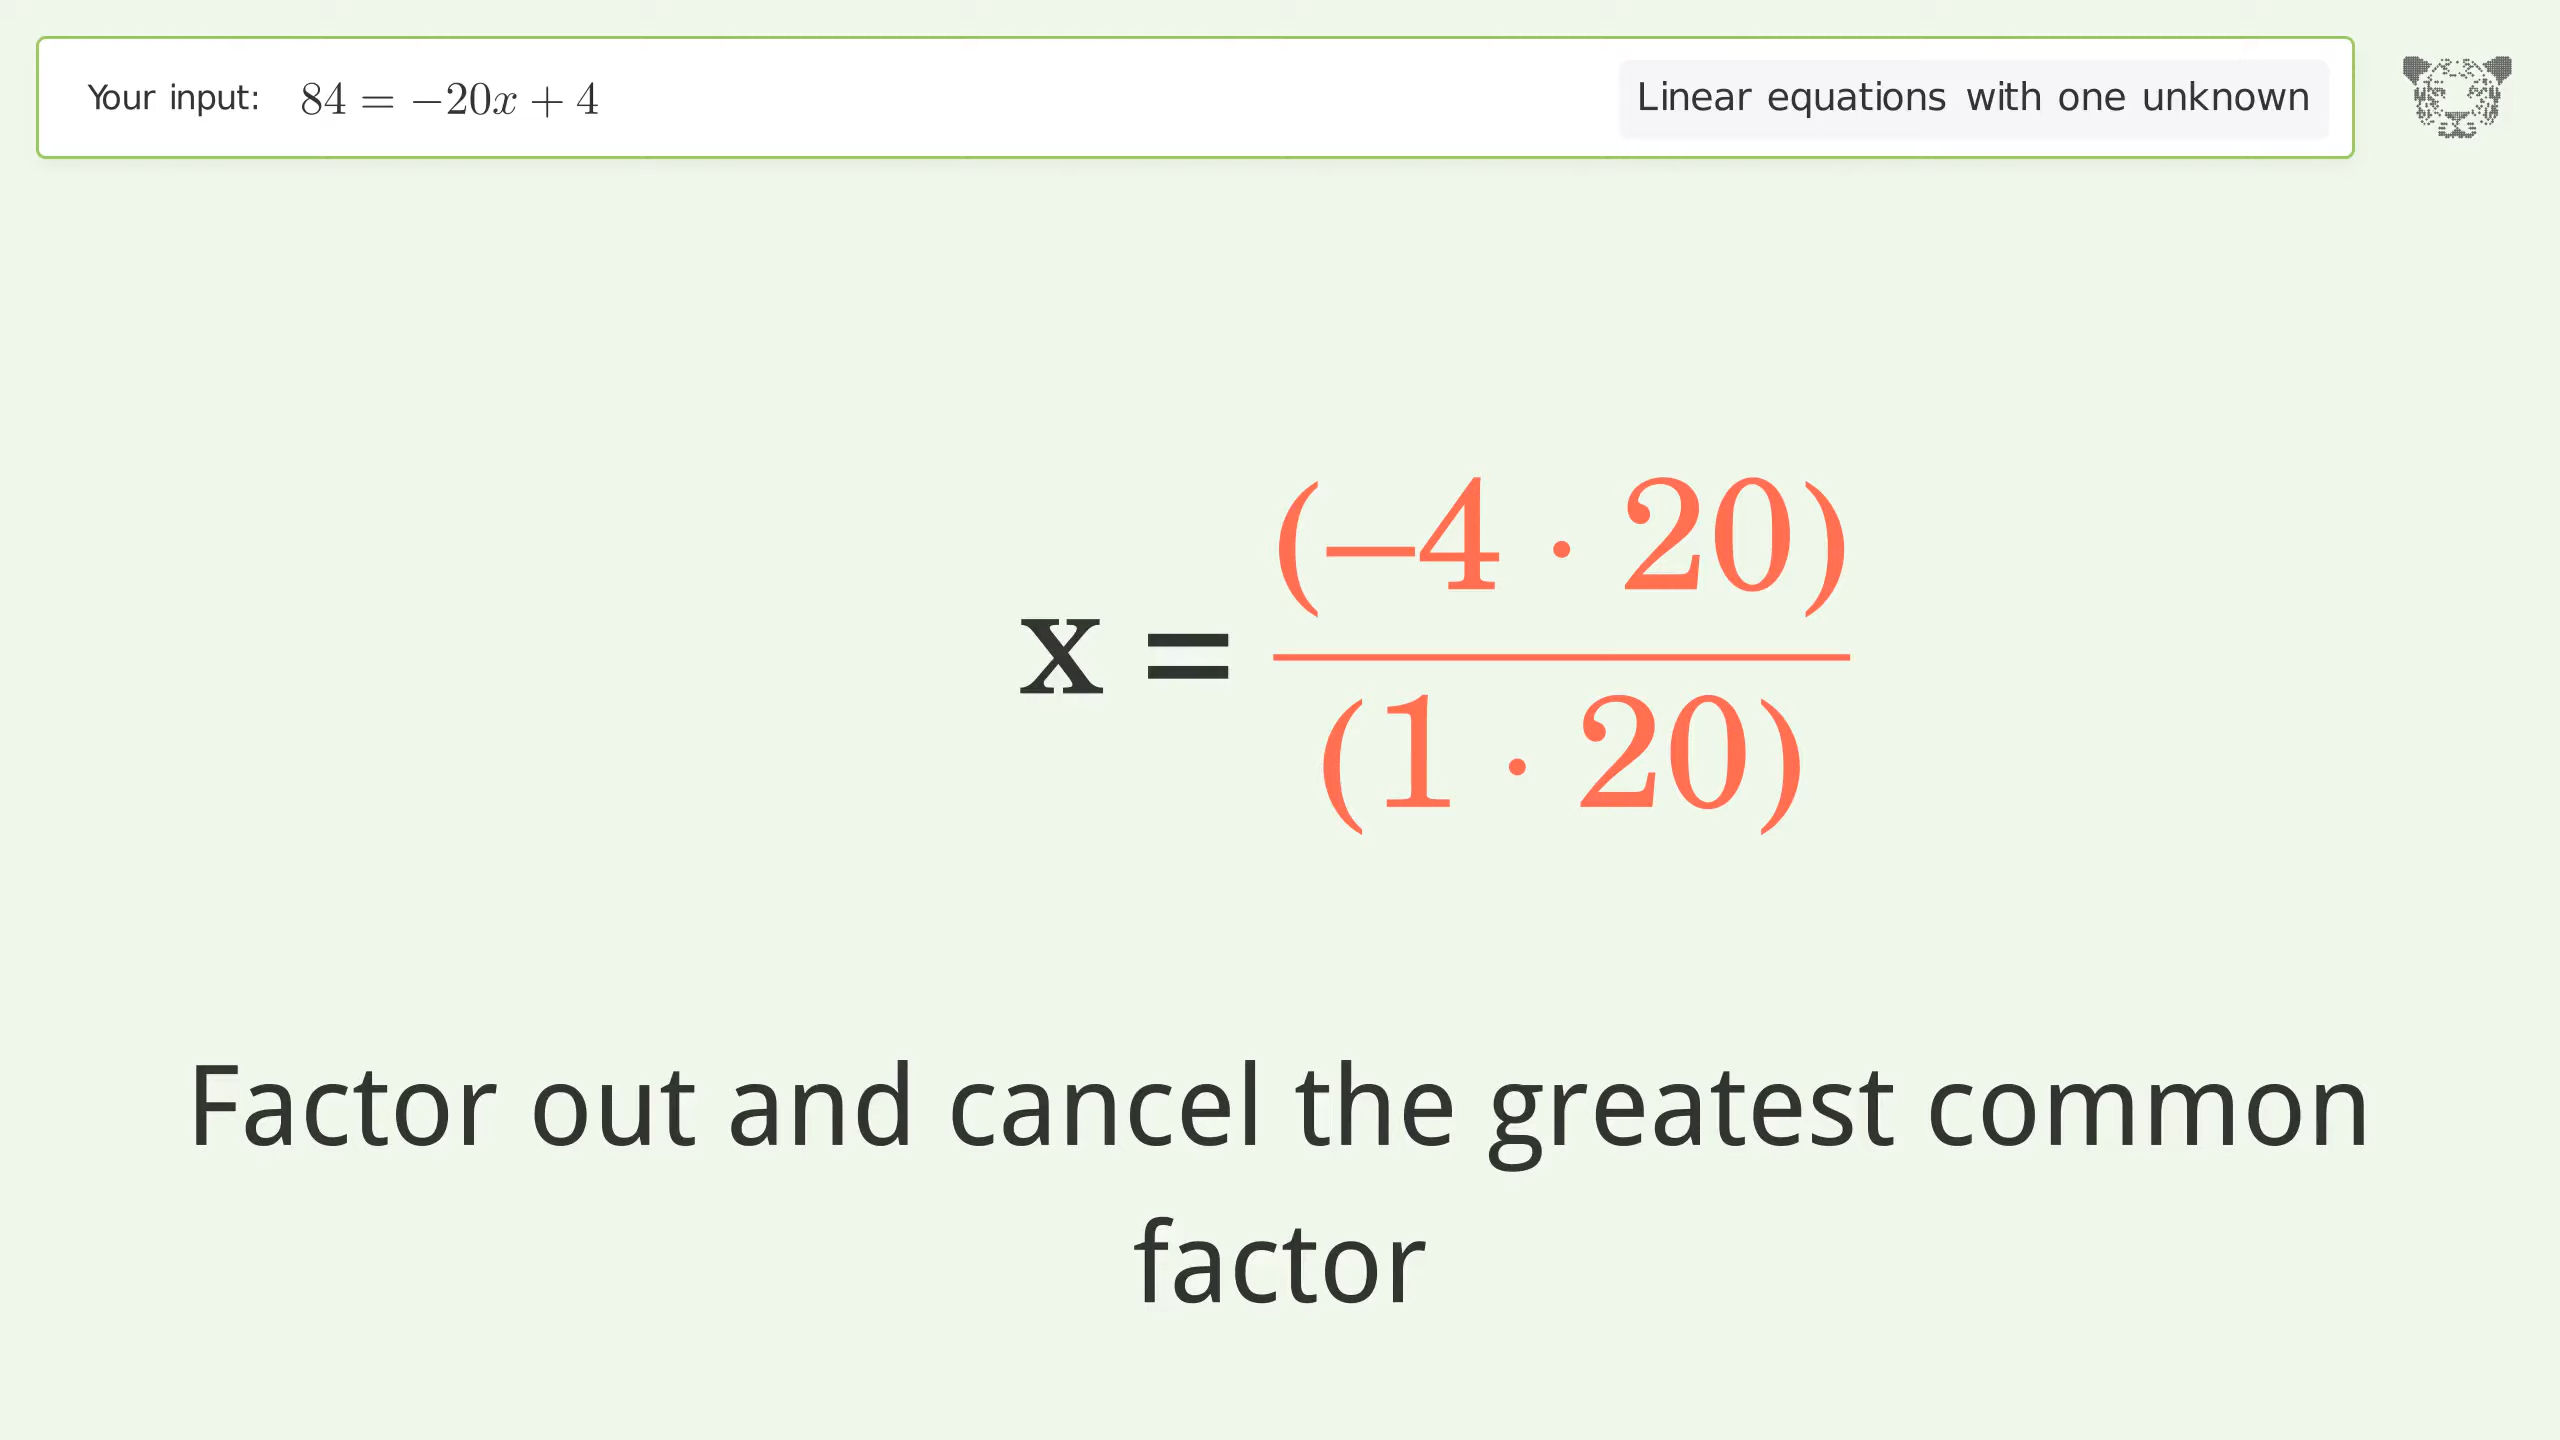 Your input: 84 = −20x + 4
Linear equations with one unknown
x = (−4 · 20) / (1 · 20)
Factor out and cancel the greatest common
factor